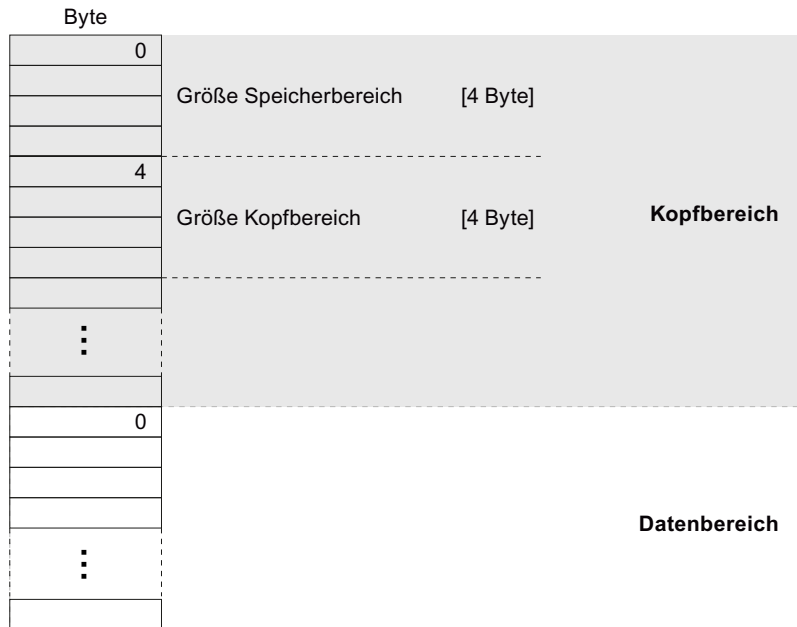 Byte
0
Größe Speicherbereich [4 Byte]
4
Größe Kopfbereich [4 Byte]
Kopfbereich
0
Datenbereich